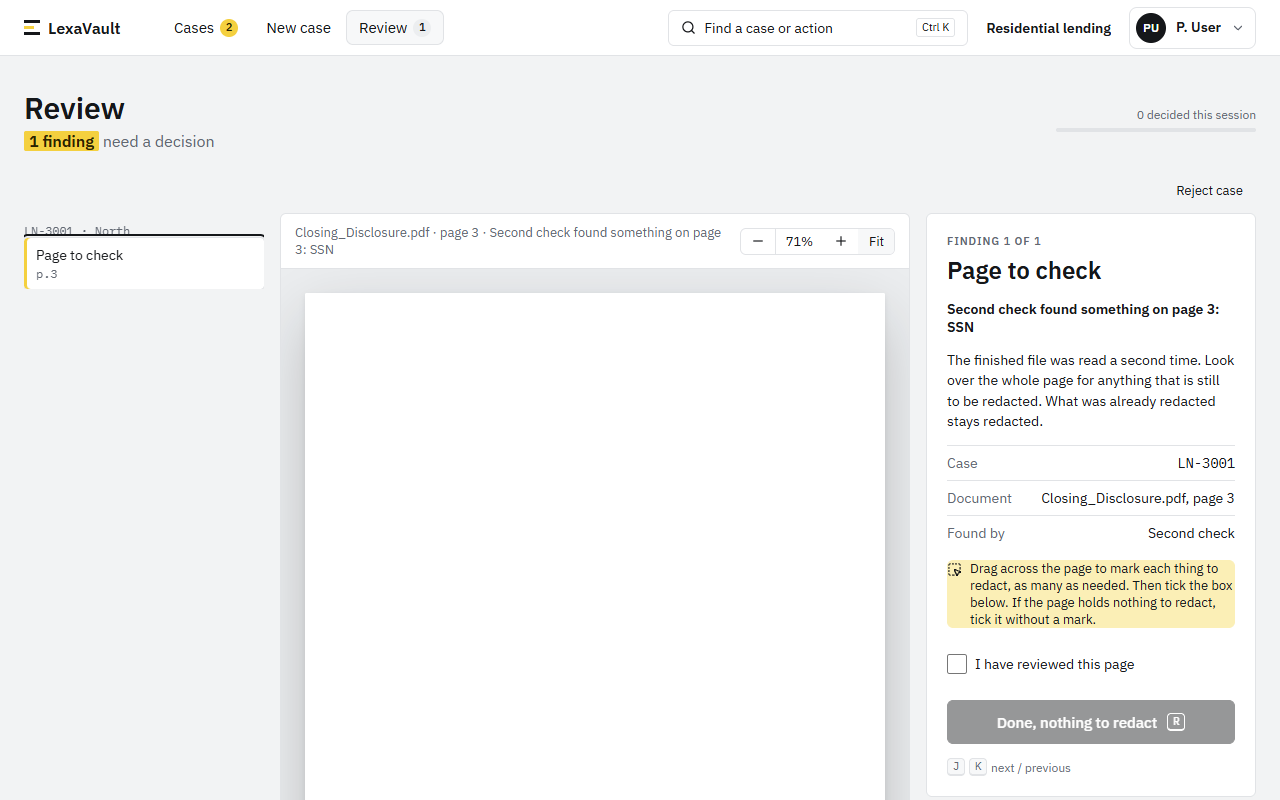 LexaVault
Cases 2
New case
Review 1
Find a case or action Ctrl K
Residential lending
PU P. User
Review
1 finding need a decision
0 decided this session
Reject case
LN-3001 · North
Page to check
p.3
Closing_Disclosure.pdf · page 3 · Second check found something on page
3: SSN
71%
Fit
FINDING 1 OF 1
Page to check
Second check found something on page 3:
SSN
The finished file was read a second time. Look
over the whole page for anything that is still
to be redacted. What was already redacted
stays redacted.
Case LN-3001
Document Closing_Disclosure.pdf, page 3
Found by Second check
Drag across the page to mark each thing to
redact, as many as needed. Then tick the box
below. If the page holds nothing to redact,
tick it without a mark.
I have reviewed this page
Done, nothing to redact R
J K next / previous